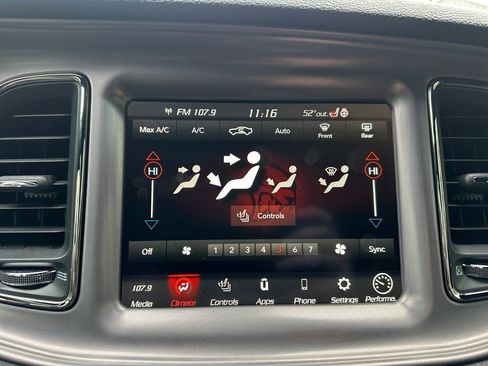 FM 107.9 11:16 52°out.
Max A/C A/C Auto Front Rear
HI HI
Controls
Off 1 2 3 4 5 6 7 Sync
107.9
Media Climate Controls Apps Phone Settings Performa.